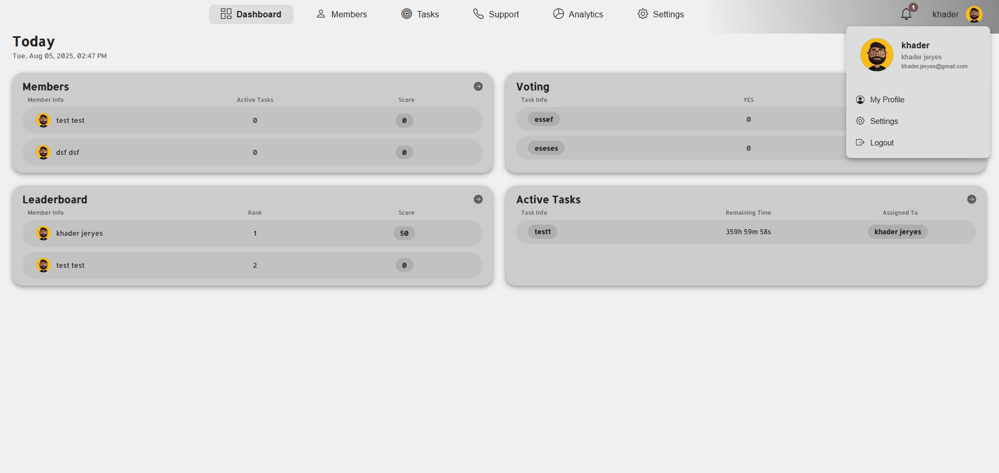 Dashboard
Members
Tasks
Support
Analytics
Settings
1
khader
Today
Tue, Aug 05, 2025, 02:47 PM
khader
khader jeryes
khader.jeryes@gmail.com
My Profile
Settings
Logout
Members
Member Info Active Tasks Score
test test 0 0
dsf dsf 0 0
Voting
Task Info YES
essef 0
eseses 0
Leaderboard
Member Info Rank Score
khader jeryes 1 50
test test 2 0
Active Tasks
Task Info Remaining Time Assigned To
test1 359h 59m 58s khader jeryes